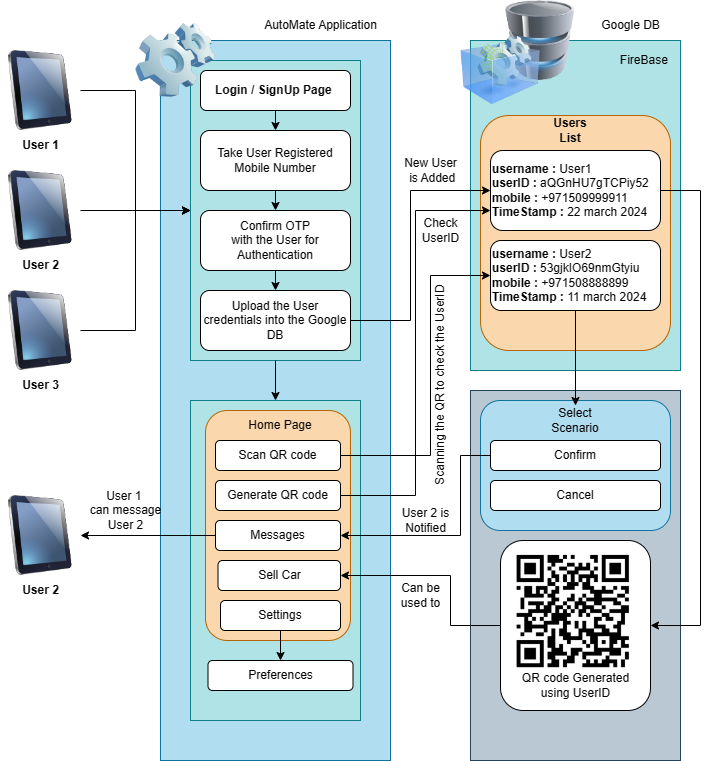 AutoMate Application
Google DB
FireBase
Login / SignUp Page
Take User Registered
Mobile Number
Confirm OTP
with the User for
Authentication
Upload the User
credentials into the Google
DB
User 1
User 2
User 3
New User
is Added
Check
UserID
Users
List
username : User1
userID : aQGnHU7gTCPiy52
mobile : +971509999911
TimeStamp : 22 march 2024
username : User2
userID : 53gjklO69nmGtyiu
mobile : +971508888899
TimeStamp : 11 march 2024
Scanning the QR to check the UserID
Home Page
Scan QR code
Generate QR code
Messages
Sell Car
Settings
Preferences
User 1
can message
User 2
User 2
Select
Scenario
Confirm
Cancel
User 2 is
Notified
Can be
used to
QR code Generated
using UserID